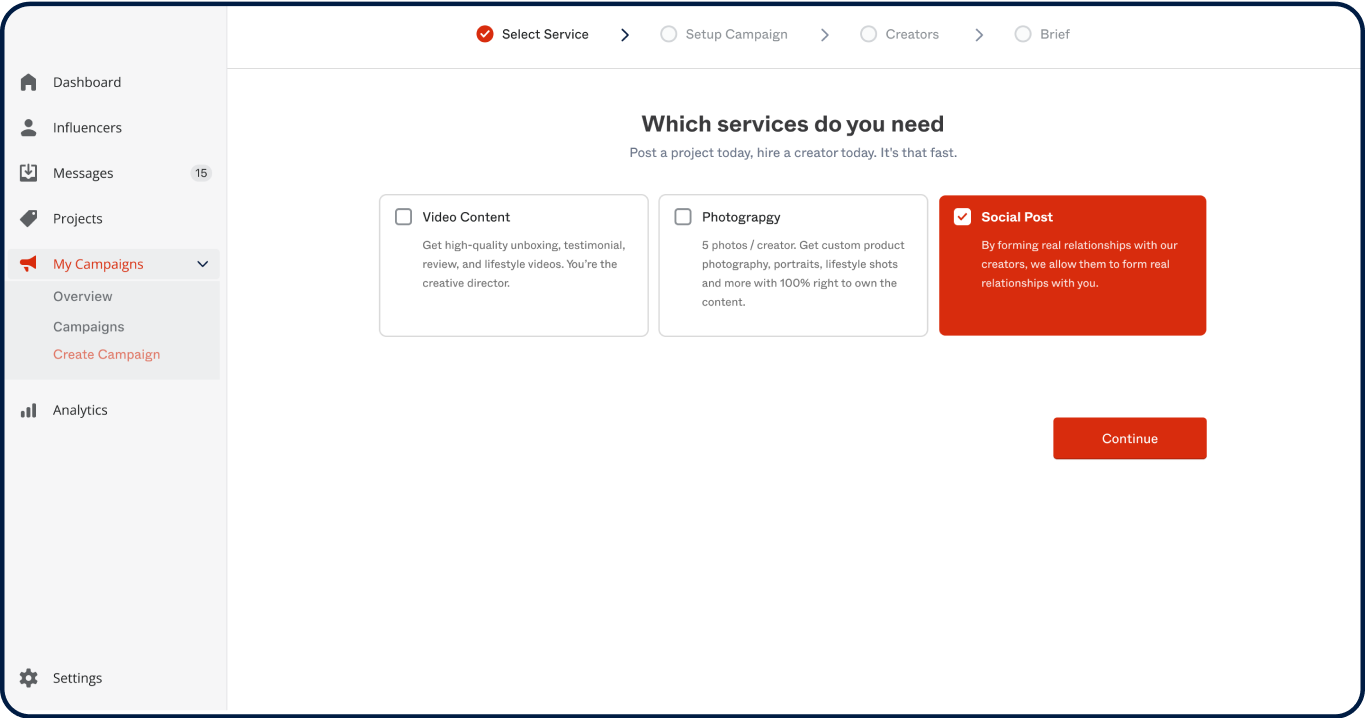 Select Service
Setup Campaign
Creators
Brief
Dashboard
Influencers
Messages
15
Projects
My Campaigns
Overview
Campaigns
Create Campaign
Analytics
Settings
Which services do you need
Post a project today, hire a creator today. It's that fast.
Video Content
Get high-quality unboxing, testimonial,
review, and lifestyle videos. You're the
creative director.
Photograpgy
5 photos / creator. Get custom product
photography, portraits, lifestyle shots
and more with 100% right to own the
content.
Social Post
By forming real relationships with our
creators, we allow them to form real
relationships with you.
Continue